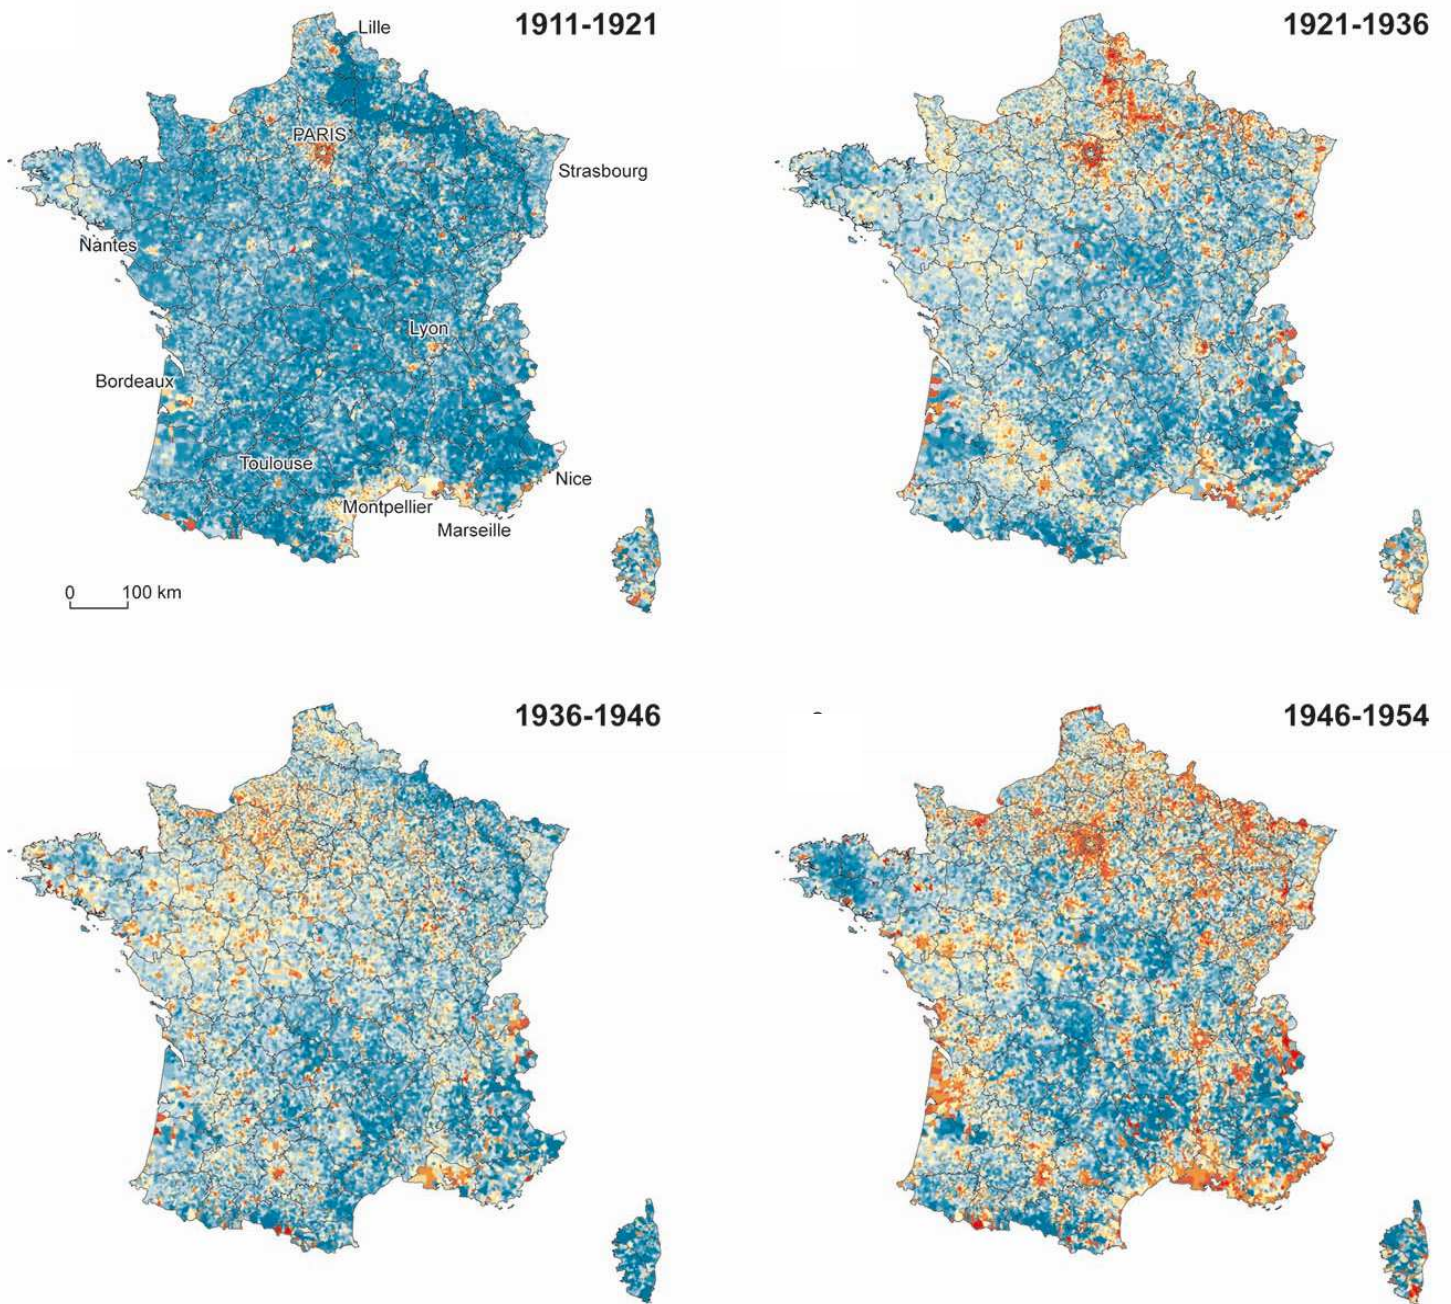 Lille
1911-1921
1921-1936
PARIS
Strasbourg
Nantes
Lyon
Bordeaux
Toulouse
Nice
Montpellier
Marseille
0 100 km
1936-1946
1946-1954